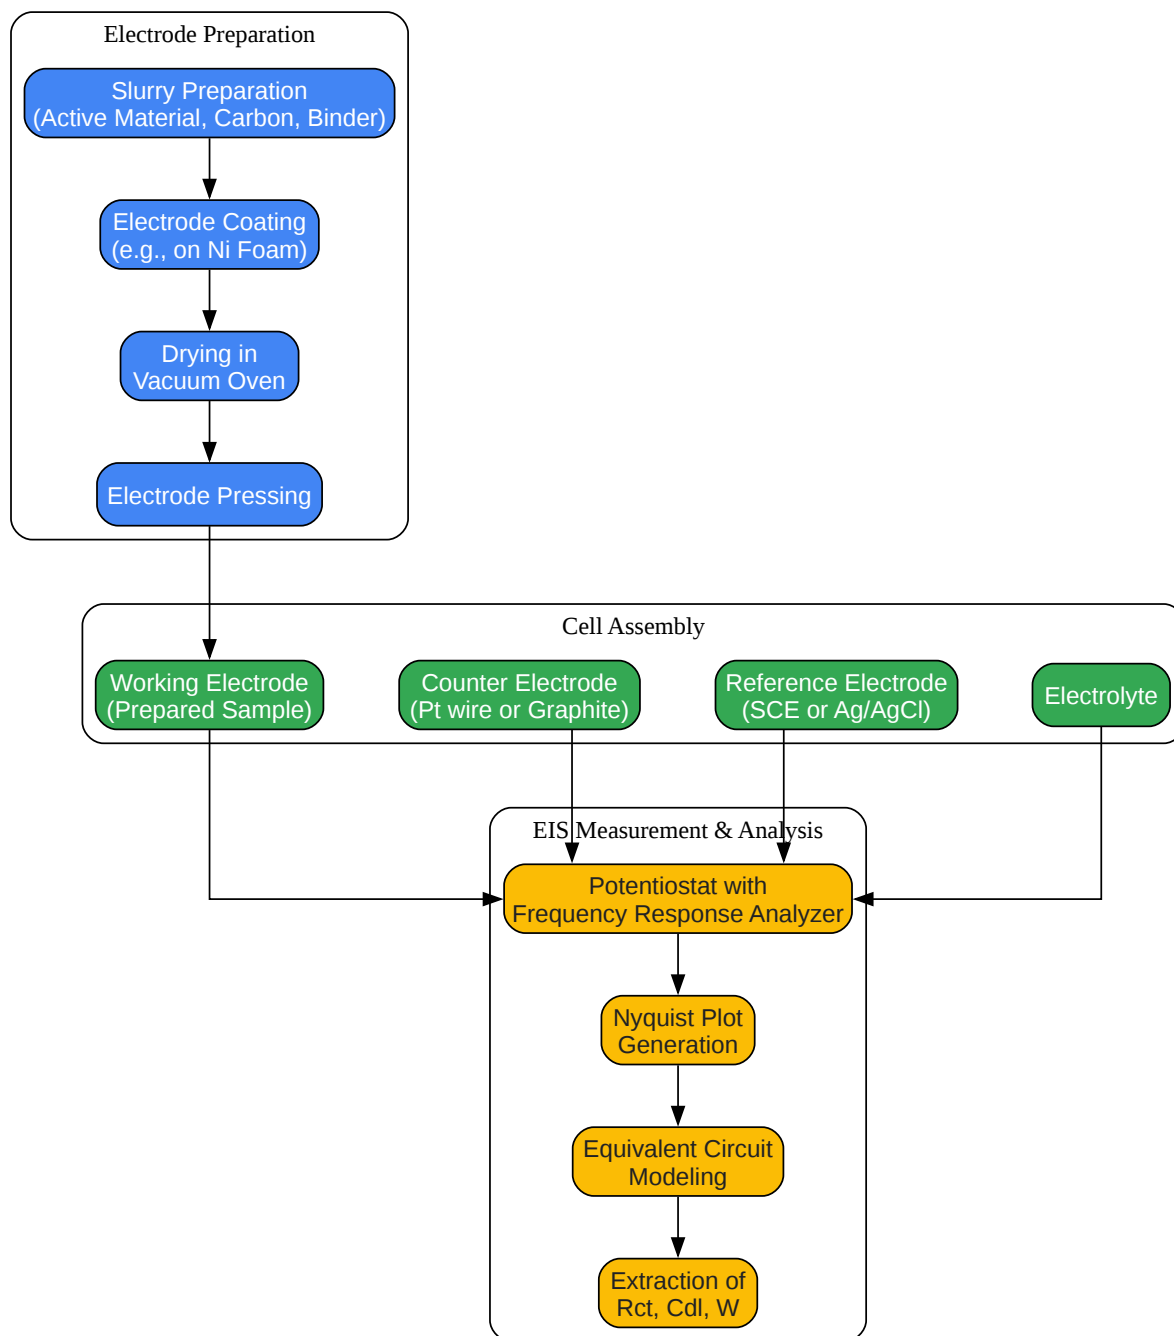 Electrode Preparation
Slurry Preparation
(Active Material, Carbon, Binder)
Electrode Coating
(e.g., on Ni Foam)
Drying in
Vacuum Oven
Electrode Pressing
Cell Assembly
Working Electrode
(Prepared Sample)
Counter Electrode
(Pt wire or Graphite)
Reference Electrode
(SCE or Ag/AgCl)
Electrolyte
EIS Measurement & Analysis
Potentiostat with
Frequency Response Analyzer
Nyquist Plot
Generation
Equivalent Circuit
Modeling
Extraction of
Rct, Cdl, W